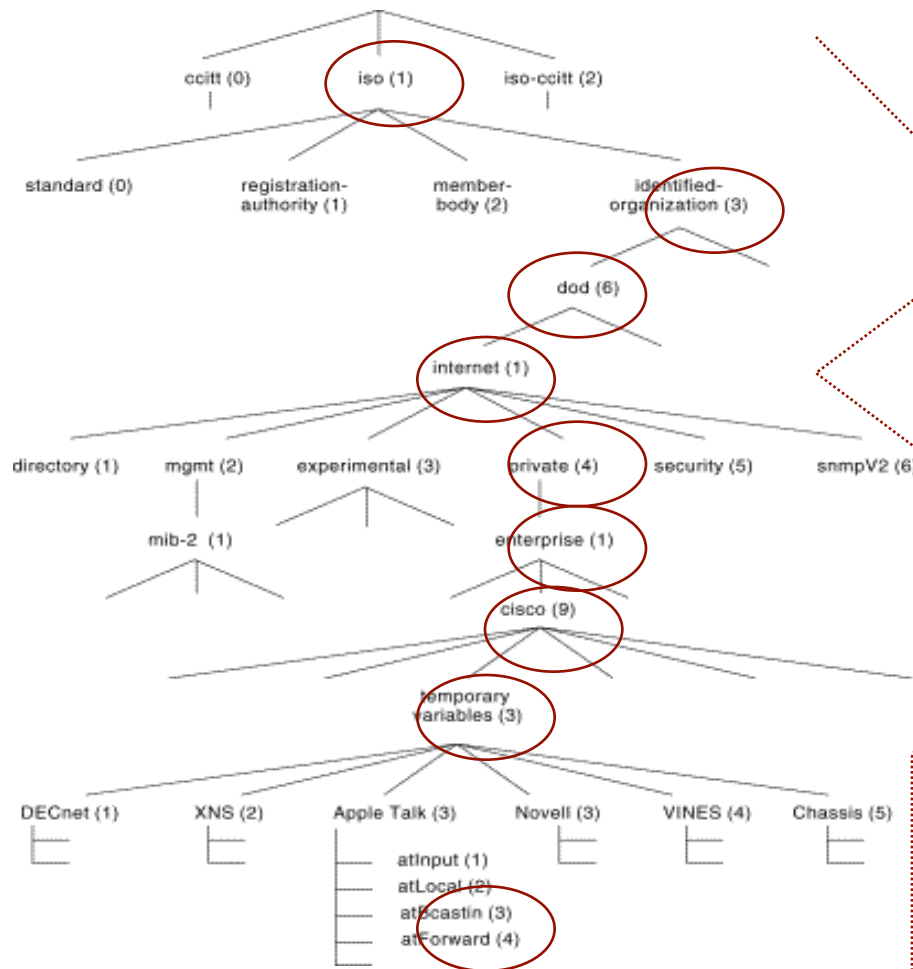 ccitt (0) iso (1) iso-ccitt (2)
standard (0) registration- member- identified-
authority (1) body (2) organization (3)
dod (6)
internet (1)
directory (1) mgmt (2) experimental (3) private (4) security (5) snmpV2 (6)
mib-2 (1) enterprise (1)
cisco (9)
temporary
variables (3)
DECnet (1) XNS (2) Apple Talk (3) Novell (3) VINES (4) Chassis (5)
atInput (1)
atLocal (2)
atBcastin (3)
atForward (4)